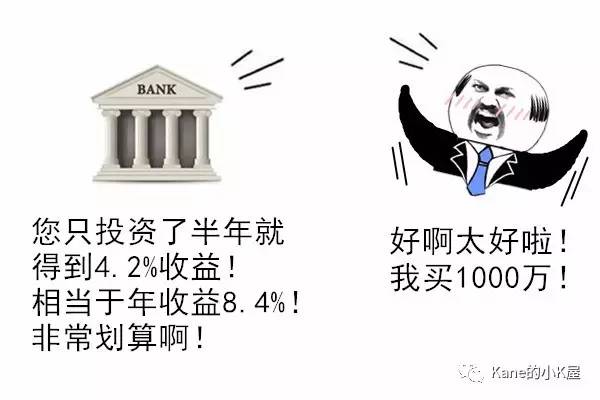 BANK
您只投资了半年就
得到4.2%收益！
相当于年收益8.4%！
非常划算啊！
好啊太好啦！
我买1000万！
Kane的小K屋